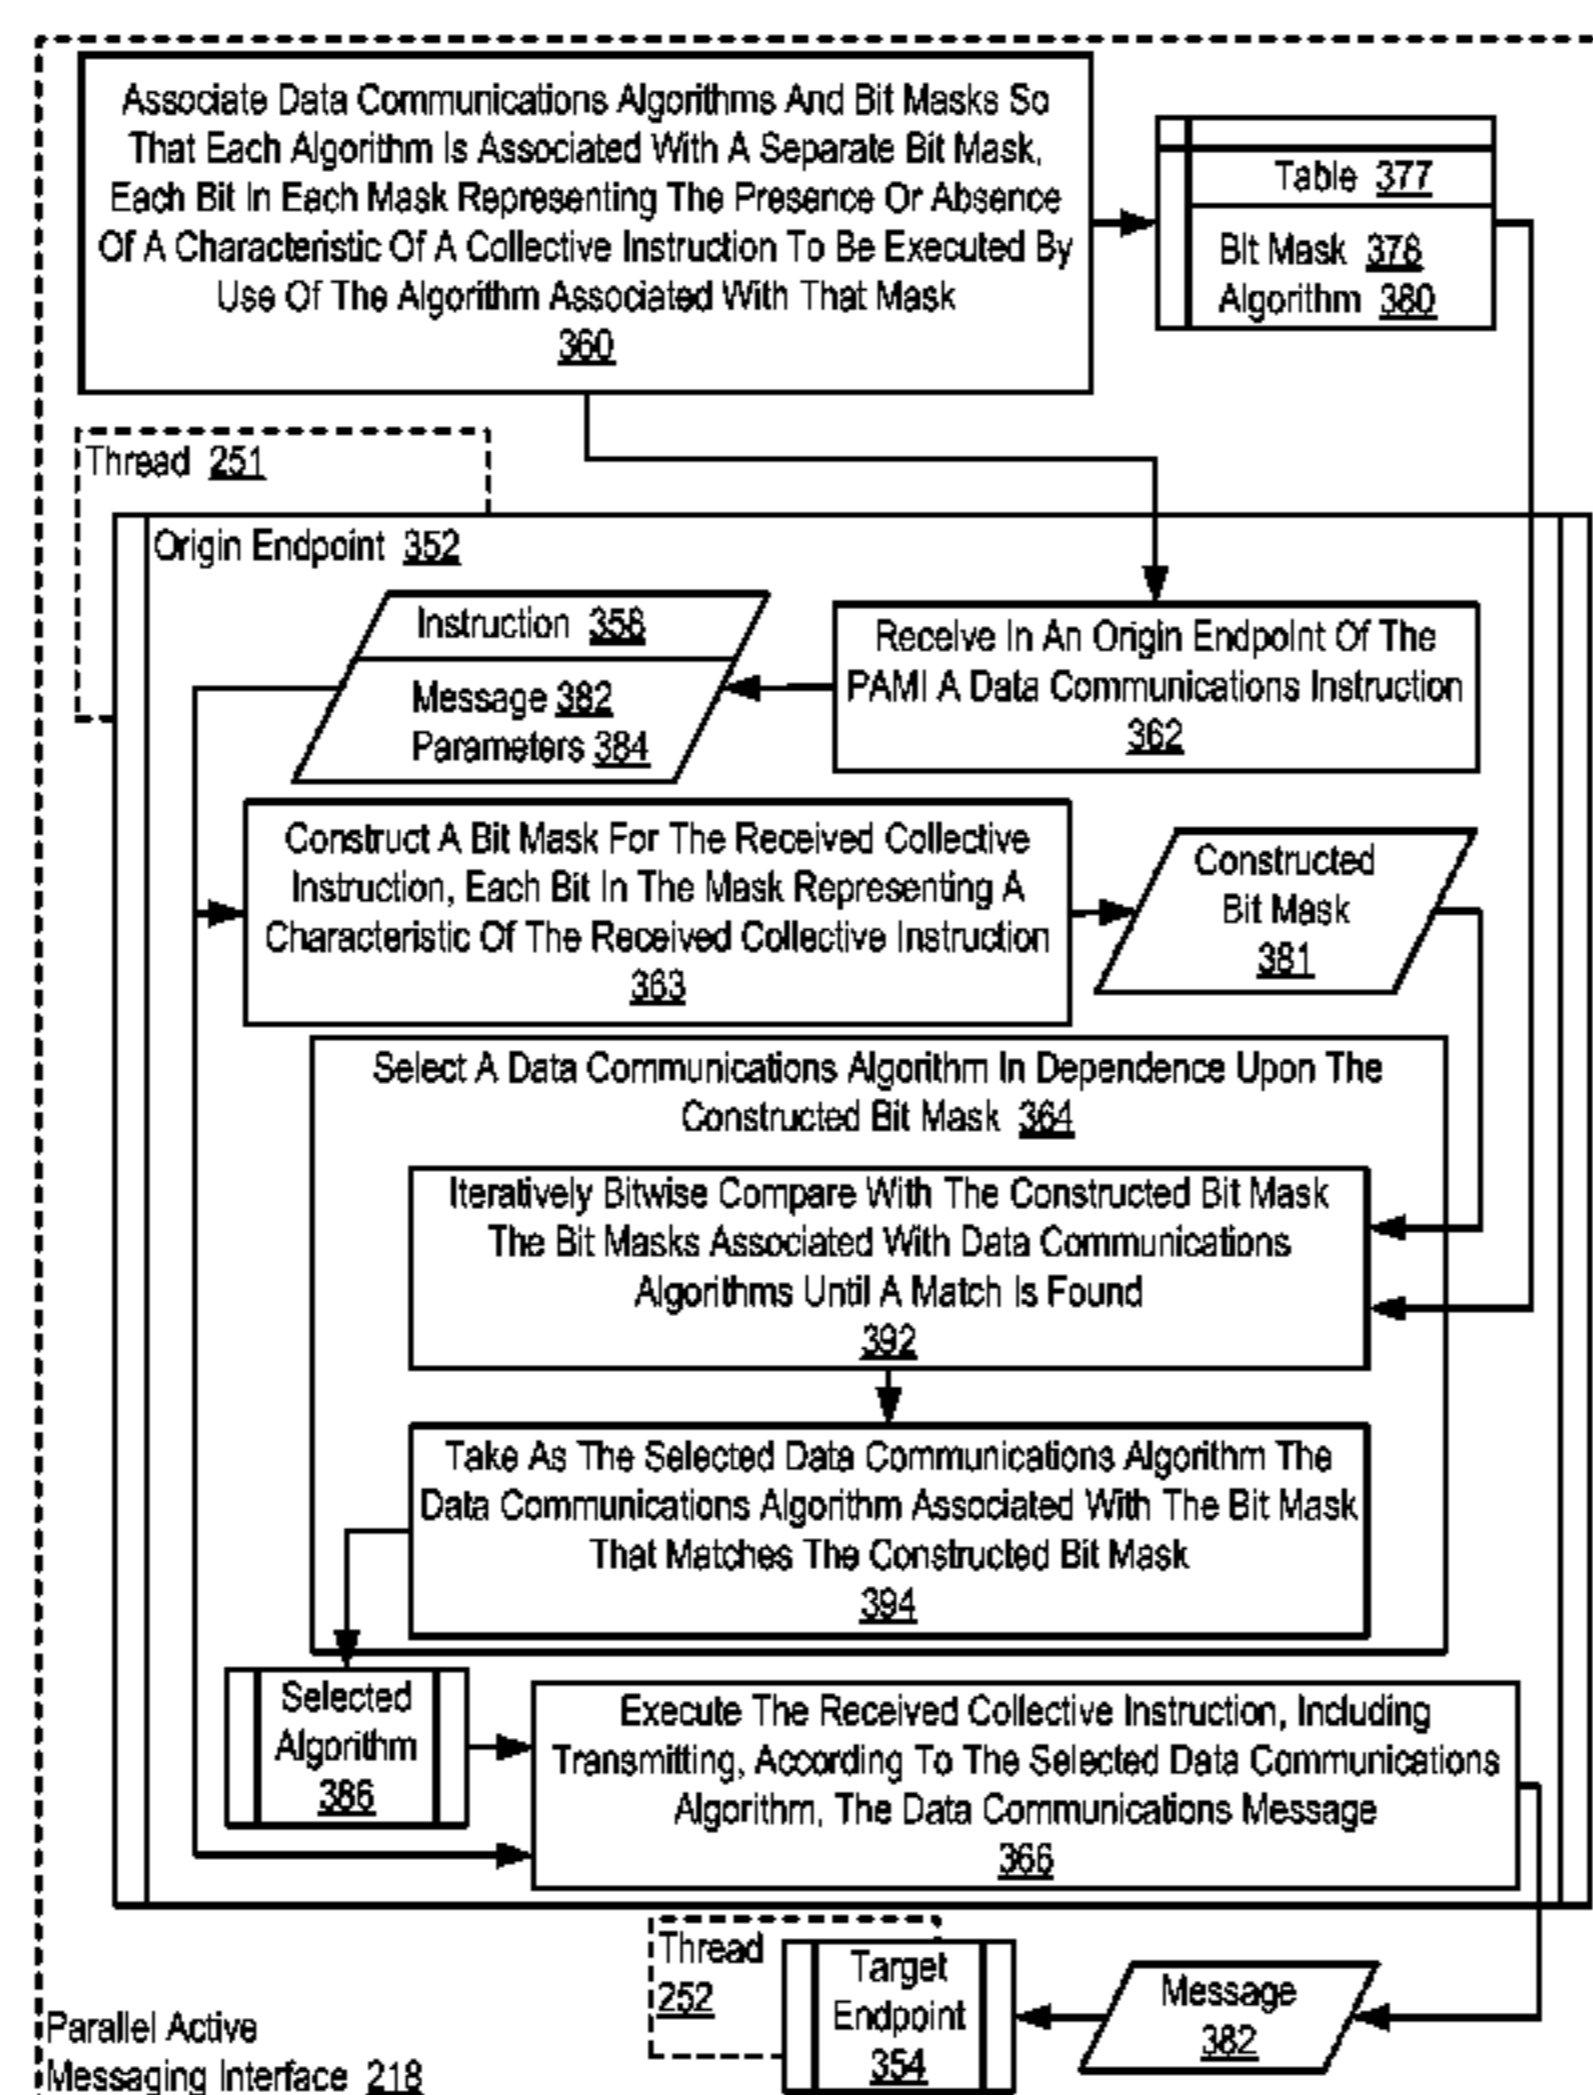 Associate Data Communications Algorithms And Bit Masks So
That Each Algorithm Is Associated With A Separate Bit Mask,
Each Bit In Each Mask Representing The Presence Or Absence
Of A Characteristic Of A Collective Instruction To Be Executed By
Use Of The Algorithm Associated With That Mask
360
Table 377
Bit Mask 378
Algorithm 380
Thread 251
Origin Endpoint 352
Instruction 358
Message 382
Parameters 384
Receive In An Origin Endpoint Of The
PAMI A Data Communications Instruction
362
Construct A Bit Mask For The Received Collective
Instruction, Each Bit In The Mask Representing A
Characteristic Of The Received Collective Instruction
363
Constructed
Bit Mask
381
Select A Data Communications Algorithm In Dependence Upon The
Constructed Bit Mask 364
Iteratively Bitwise Compare With The Constructed Bit Mask
The Bit Masks Associated With Data Communications
Algorithms Until A Match Is Found
392
Take As The Selected Data Communications Algorithm The
Data Communications Algorithm Associated With The Bit Mask
That Matches The Constructed Bit Mask
394
Selected
Algorithm
386
Execute The Received Collective Instruction, Including
Transmitting, According To The Selected Data Communications
Algorithm, The Data Communications Message
366
Thread
252
Target
Endpoint
354
Message
382
Parallel Active
Messaging Interface 218